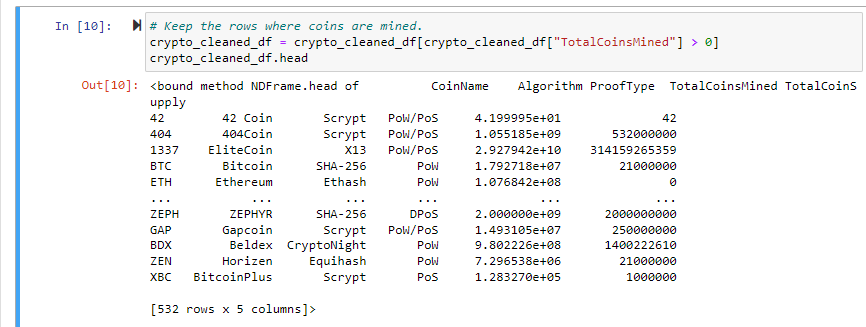 In [10]: # Keep the rows where coins are mined.
crypto_cleaned_df = crypto_cleaned_df[crypto_cleaned_df["TotalCoinsMined"] > 0]
crypto_cleaned_df.head
Out[10]: <bound method NDFrame.head of CoinName Algorithm ProofType TotalCoinsMined TotalCoinS
upply
42 42 Coin Scrypt PoW/PoS 4.199995e+01 42
404 404Coin Scrypt PoW/PoS 1.055185e+09 532000000
1337 EliteCoin X13 PoW/PoS 2.927942e+10 314159265359
BTC Bitcoin SHA-256 PoW 1.792718e+07 21000000
ETH Ethereum Ethash PoW 1.076842e+08 0
... ... ... ... ... ...
ZEPH ZEPHYR SHA-256 DPoS 2.000000e+09 2000000000
GAP Gapcoin Scrypt PoW/PoS 1.493105e+07 250000000
BDX Beldex CryptoNight PoW 9.802226e+08 1400222610
ZEN Horizen Equihash PoW 7.296538e+06 21000000
XBC BitcoinPlus Scrypt PoS 1.283270e+05 1000000
[532 rows x 5 columns]>